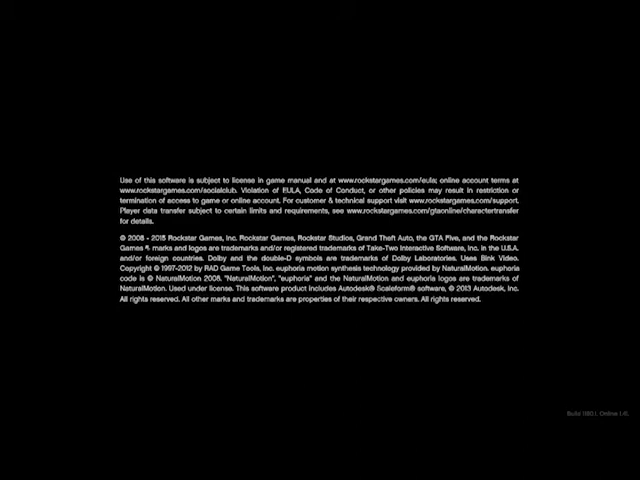 Use of this software is subject to license in game manual and at www.rockstargames.com/eula; online account terms at
www.rockstargames.com/socialclub. Violation of EULA, Code of Conduct, or other policies may result in restriction or
termination of access to game or online account. For customer & technical support visit www.rockstargames.com/support.
Player data transfer subject to certain limits and requirements, see www.rockstargames.com/gtaonline/charactertransfer
for details.
© 2008 - 2015 Rockstar Games, Inc. Rockstar Games, Rockstar Studios, Grand Theft Auto, the GTA Five, and the Rockstar
Games R* marks and logos are trademarks and/or registered trademarks of Take-Two Interactive Software, Inc. in the U.S.A.
and/or foreign countries. Dolby and the double-D symbols are trademarks of Dolby Laboratories. Uses Bink Video.
Copyright © 1997-2012 by RAD Game Tools, Inc. euphoria motion synthesis technology provided by NaturalMotion. euphoria
code is © NaturalMotion 2008. "NaturalMotion", "euphoria" and the NaturalMotion and euphoria logos are trademarks of
NaturalMotion. Used under license. This software product includes Autodesk® Scaleform® software, © 2013 Autodesk, Inc.
All rights reserved. All other marks and trademarks are properties of their respective owners. All rights reserved.
Build Online